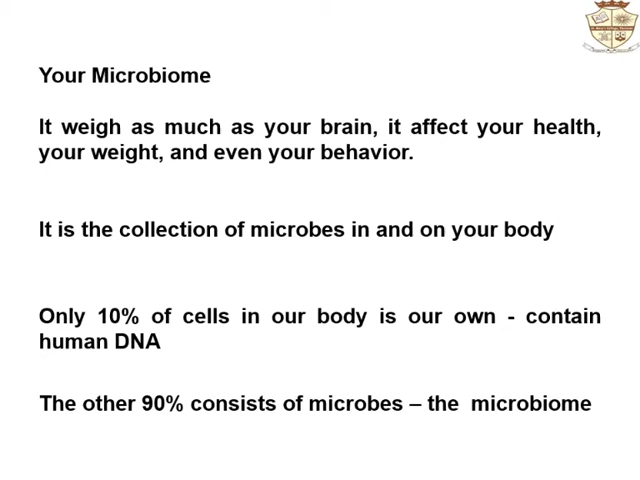 Your Microbiome
It weigh as much as your brain, it affect your health,
your weight, and even your behavior.
It is the collection of microbes in and on your body
Only 10% of cells in our body is our own - contain
human DNA
The other 90% consists of microbes – the microbiome